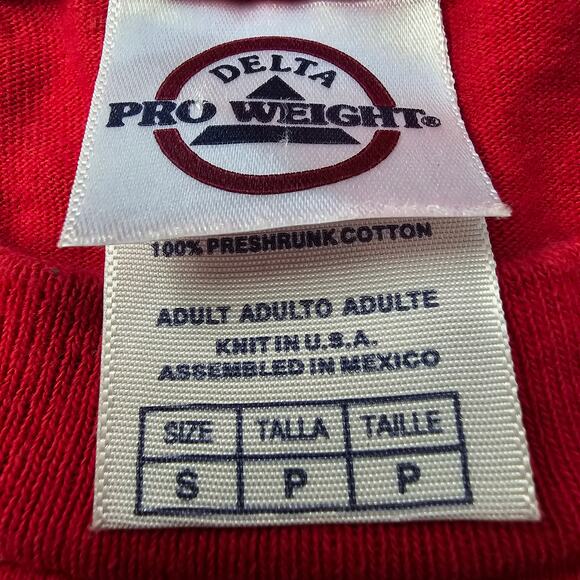 DELTA
PRO WEIGHT®
100% PRESHRUNK COTTON
ADULT ADULTO ADULTE
KNIT IN U.S.A.
ASSEMBLED IN MEXICO
SIZE TALLA TAILLE
S P P